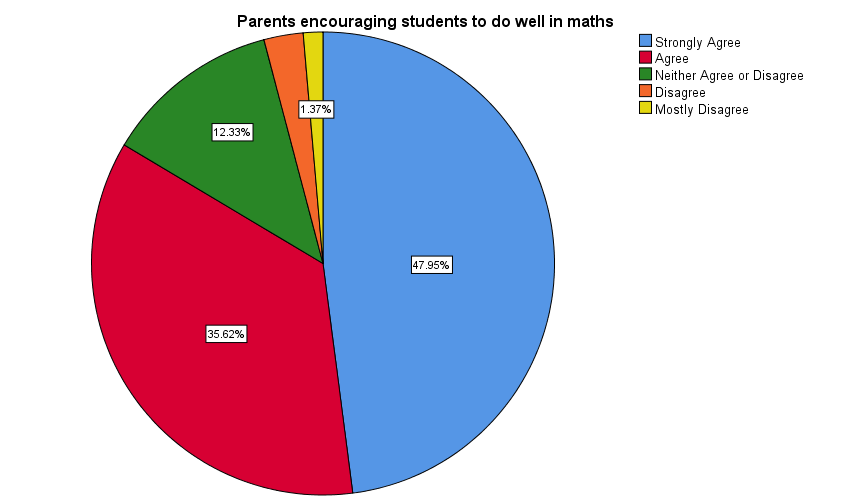 Parents encouraging students to do well in maths
Strongly Agree
Agree
Neither Agree or Disagree
Disagree
Mostly Disagree
1.37%
12.33%
47.95%
35.62%